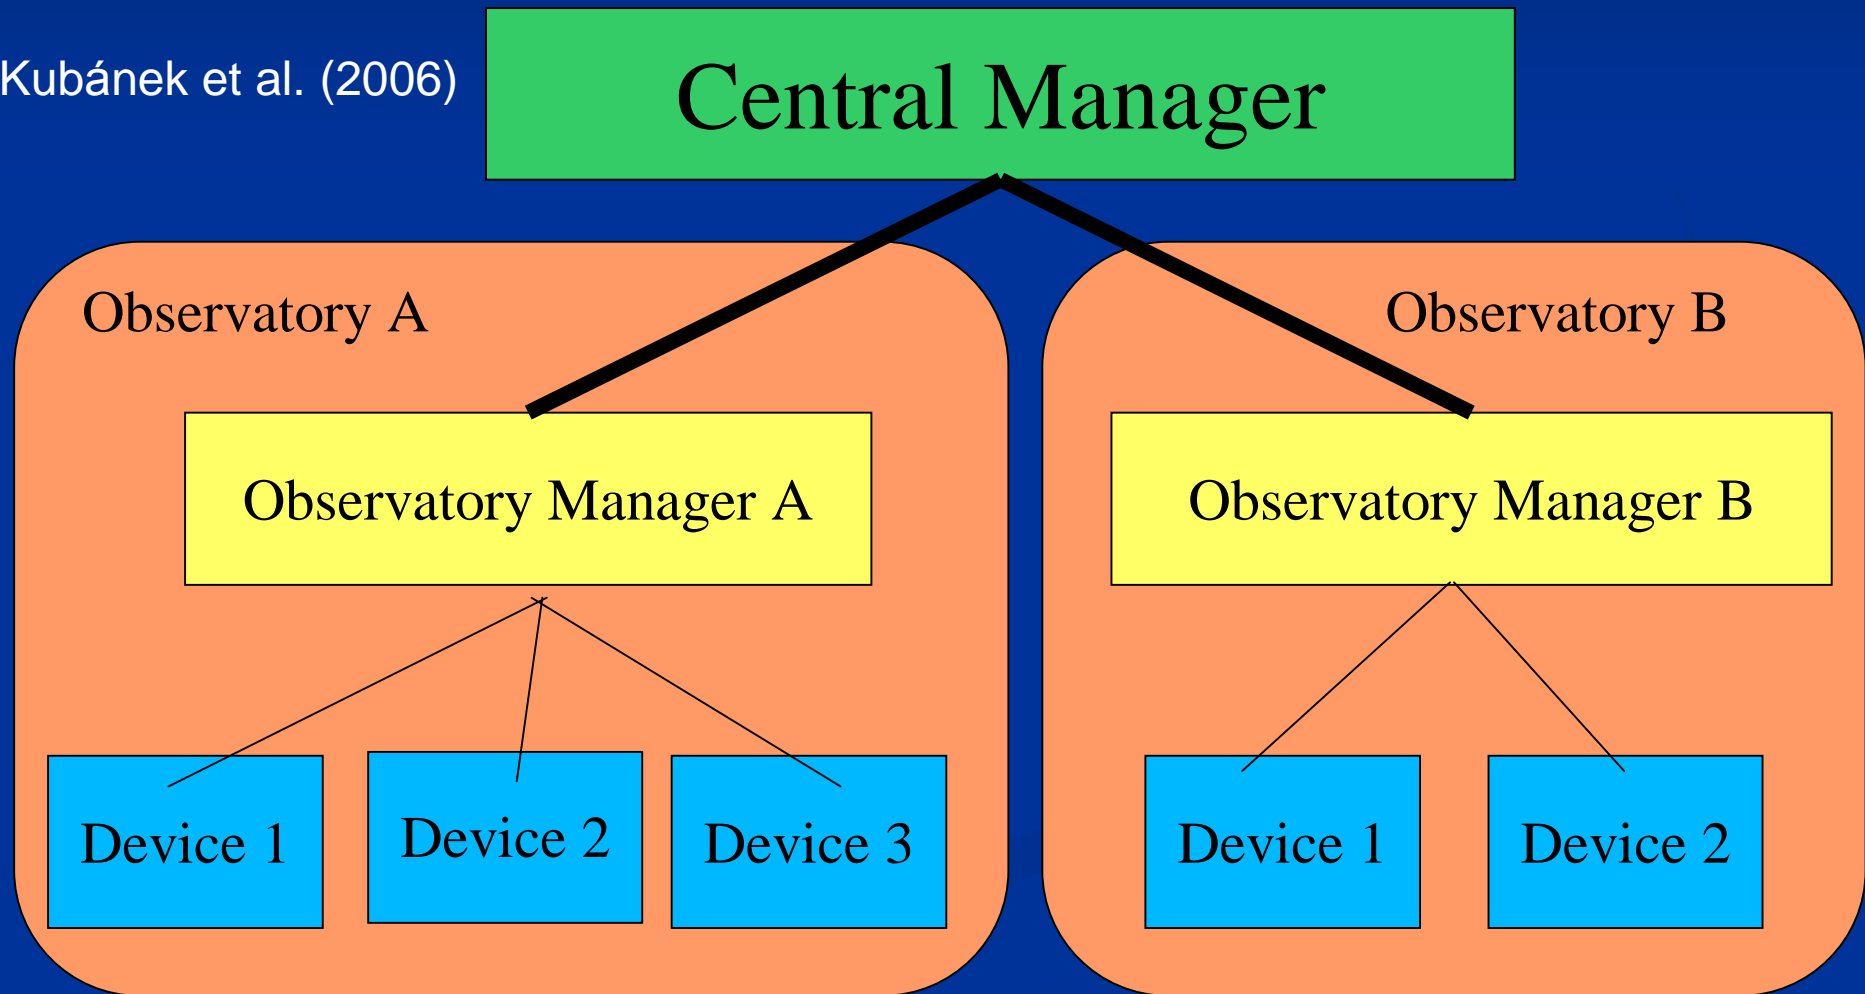 Kubánek et al. (2006)
Central Manager
Observatory A
Observatory B
Observatory Manager A
Observatory Manager B
Device 1
Device 2
Device 3
Device 1
Device 2